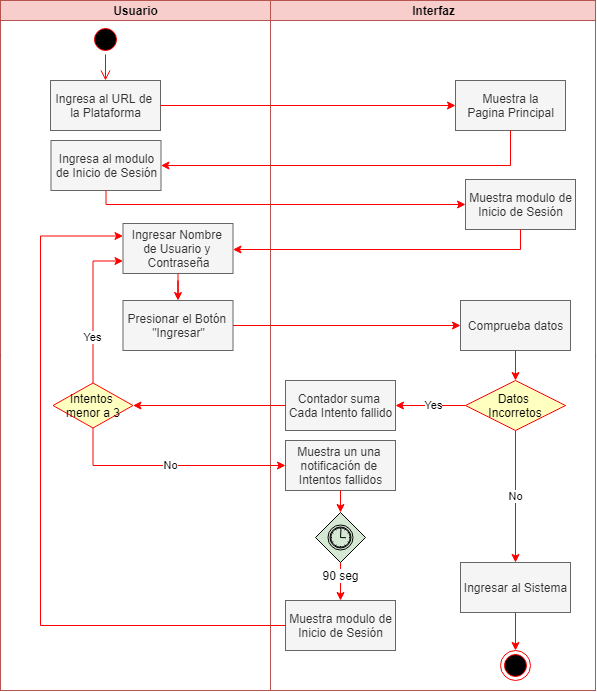 Usuario
Interfaz
Ingresa al URL de
la Plataforma
Muestra la
Pagina Principal
Ingresa al modulo
de Inicio de Sesión
Muestra modulo de
Inicio de Sesión
Ingresar Nombre
de Usuario y
Contraseña
Presionar el Botón
"Ingresar"
Comprueba datos
Yes
Intentos
menor a 3
Contador suma
Cada Intento fallido
Yes
Datos
Incorretos
No
Muestra un una
notificación de
Intentos fallidos
No
90 seg
Ingresar al Sistema
Muestra modulo de
Inicio de Sesión